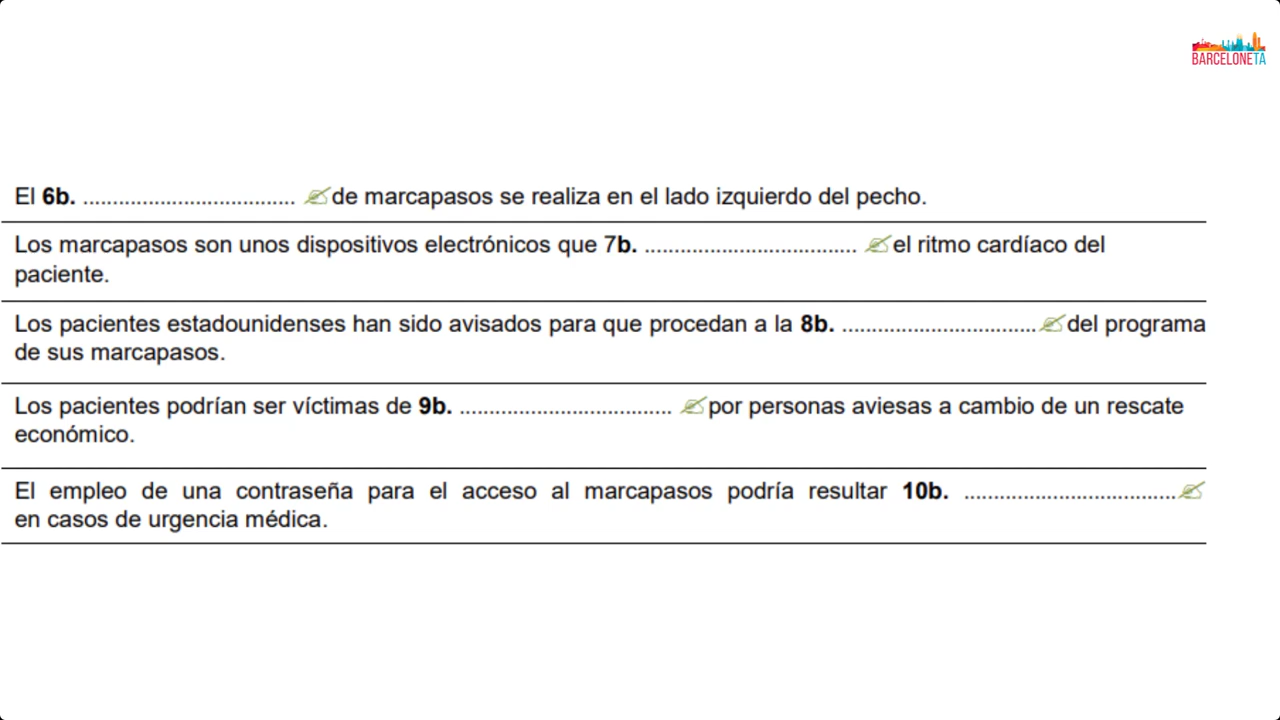 BARCELONETA
El 6b. .................................... de marcapasos se realiza en el lado izquierdo del pecho.
Los marcapasos son unos dispositivos electrónicos que 7b. .................................... el ritmo cardíaco del
paciente.
Los pacientes estadounidenses han sido avisados para que procedan a la 8b. ................................. del programa
de sus marcapasos.
Los pacientes podrían ser víctimas de 9b. .................................... por personas aviesas a cambio de un rescate
económico.
El empleo de una contraseña para el acceso al marcapasos podría resultar 10b. ....................................
en casos de urgencia médica.